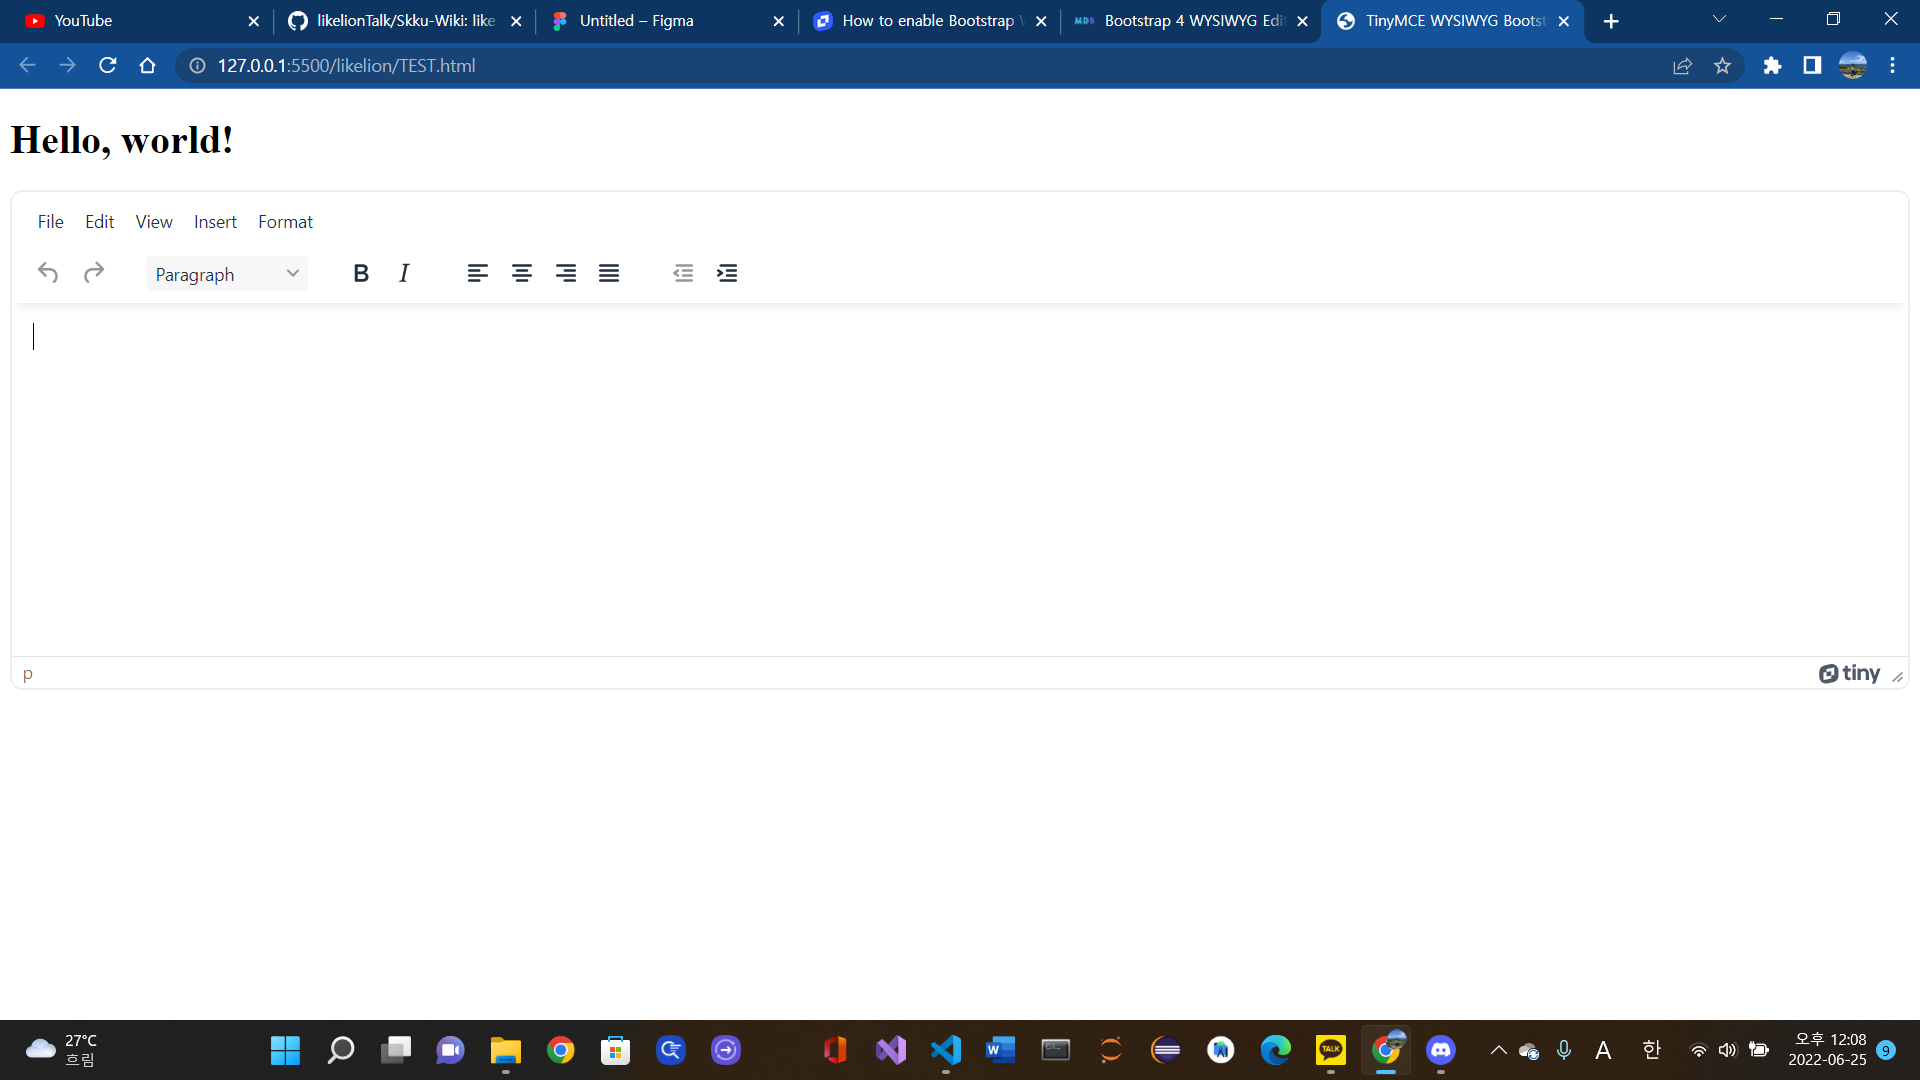 YouTube
likelionTalk/Skku-Wiki: like
Untitled – Figma
How to enable Bootstrap
Bootstrap 4 WYSIWYG Edi
TinyMCE WYSIWYG Boots
127.0.0.1:5500/likelion/TEST.html
Hello, world!
File Edit View Insert Format
Paragraph B I
p
tiny
27°C
흐림
TALK
A
한
오후 12:08
2022-06-25
9